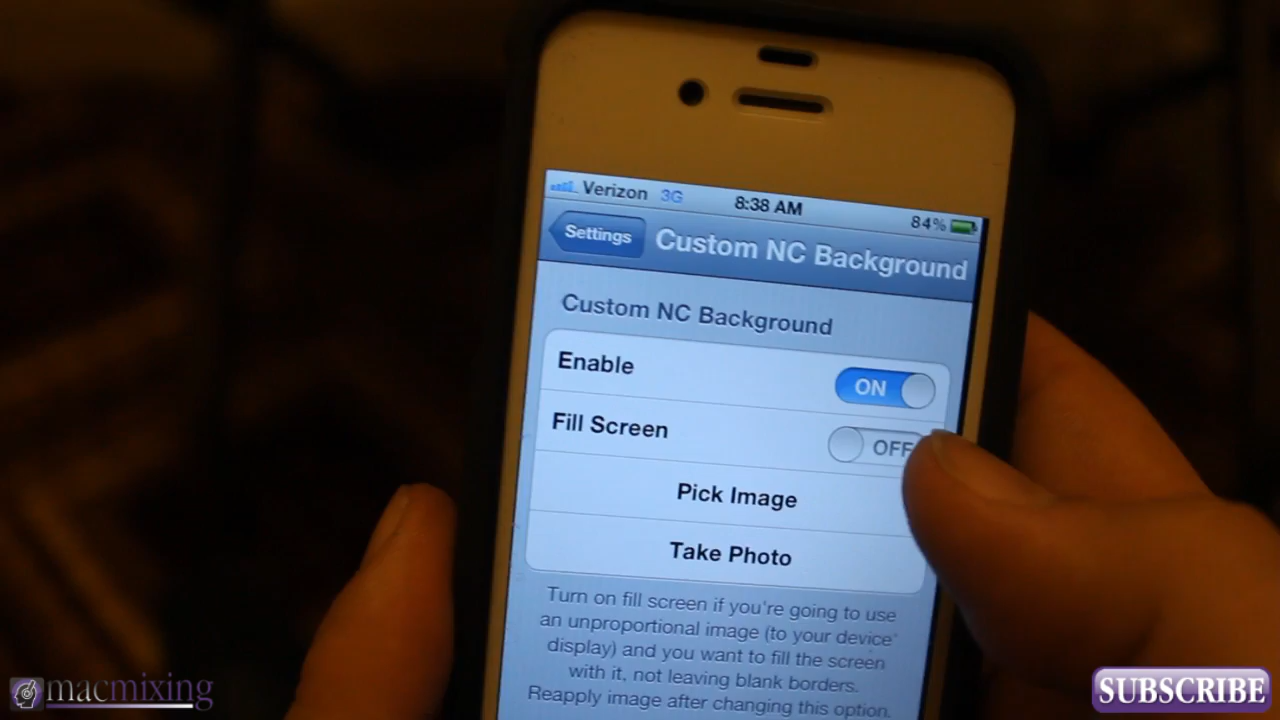 Verizon 3G 8:38 AM 84%
Settings Custom NC Background
Custom NC Background
Enable ON
Fill Screen OFF
Pick Image
Take Photo
Turn on fill screen if you're going to use
an unproportional image (to your device'
display) and you want to fill the screen
with it, not leaving blank borders.
Reapply image after changing this option.
macmixing
SUBSCRIBE